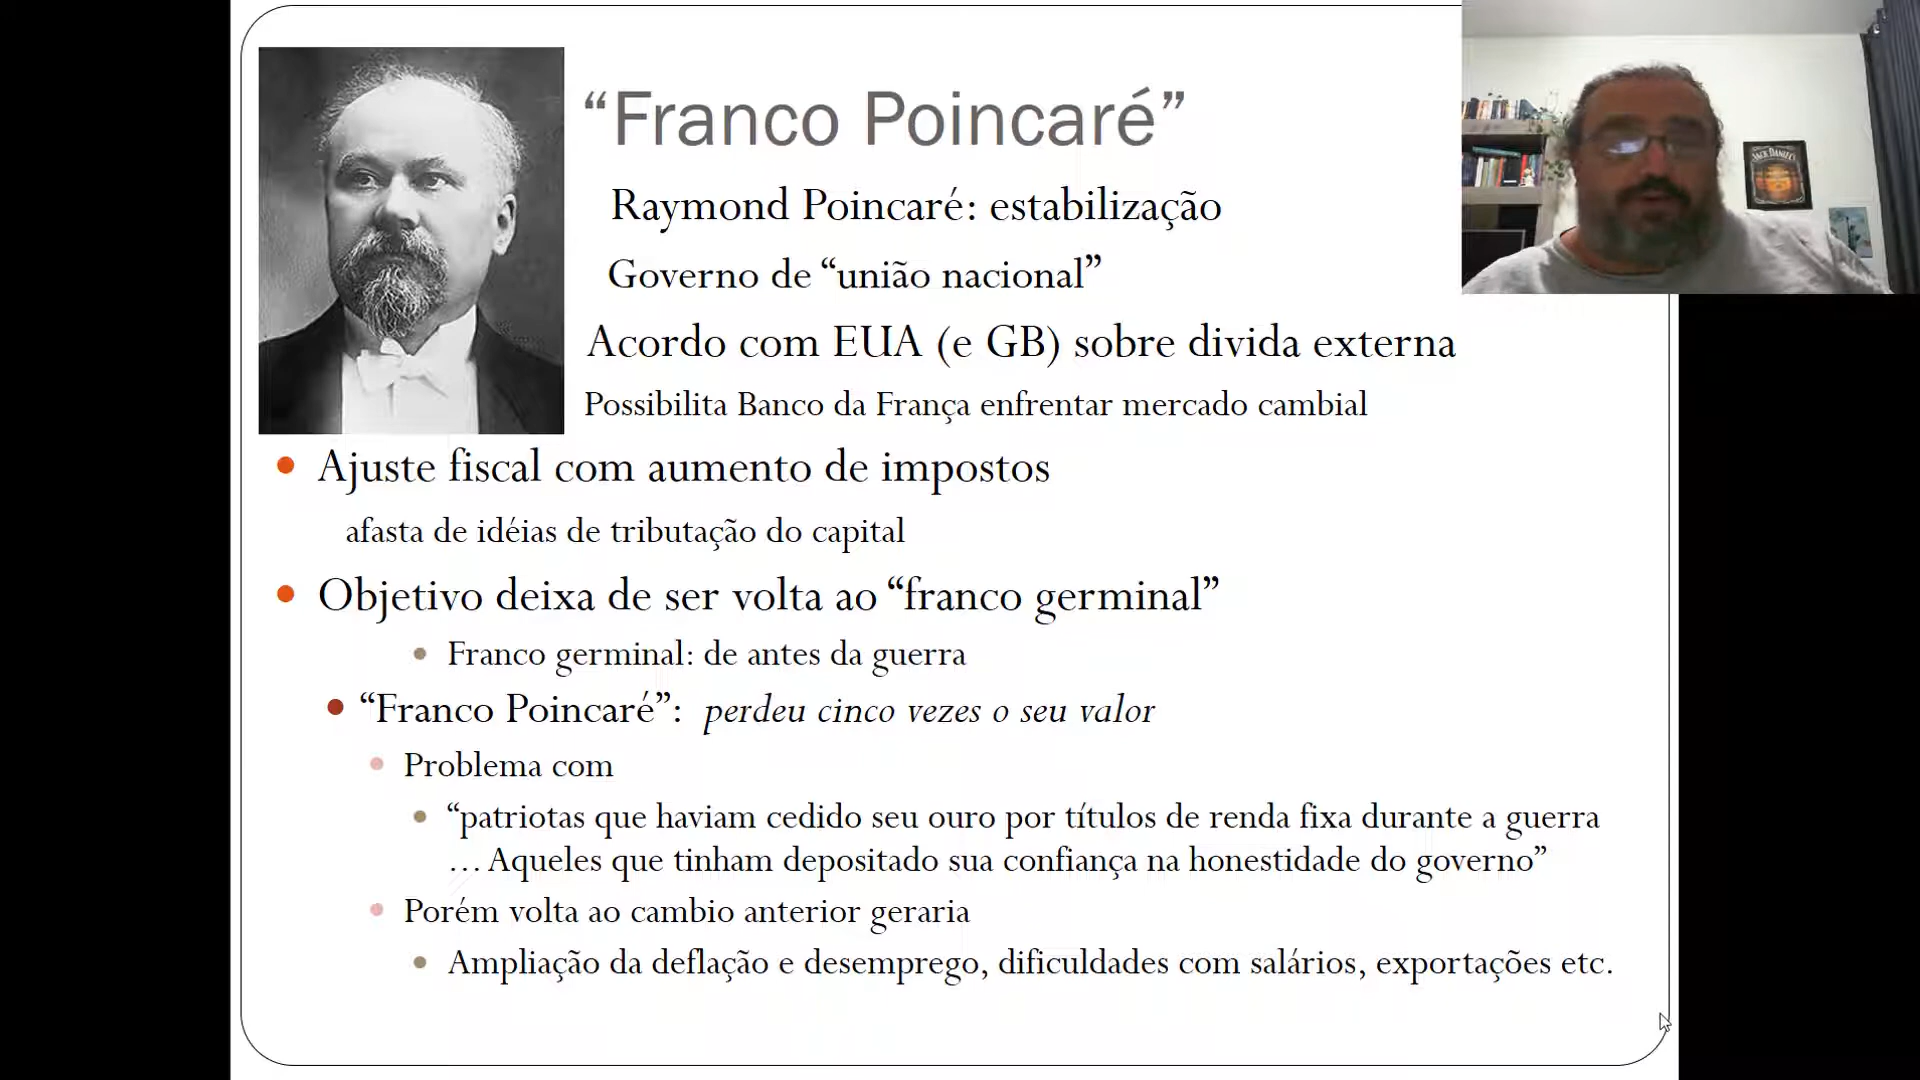 “Franco Poincaré”
Raymond Poincaré: estabilização
Governo de “união nacional”
Acordo com EUA (e GB) sobre divida externa
Possibilita Banco da França enfrentar mercado cambial
Ajuste fiscal com aumento de impostos
afasta de idéias de tributação do capital
Objetivo deixa de ser volta ao “franco germinal”
Franco germinal: de antes da guerra
“Franco Poincaré”: perdeu cinco vezes o seu valor
Problema com
“patriotas que haviam cedido seu ouro por títulos de renda fixa durante a guerra
… Aqueles que tinham depositado sua confiança na honestidade do governo”
Porém volta ao cambio anterior geraria
Ampliação da deflação e desemprego, dificuldades com salários, exportações etc.
JACK DANIEL'S